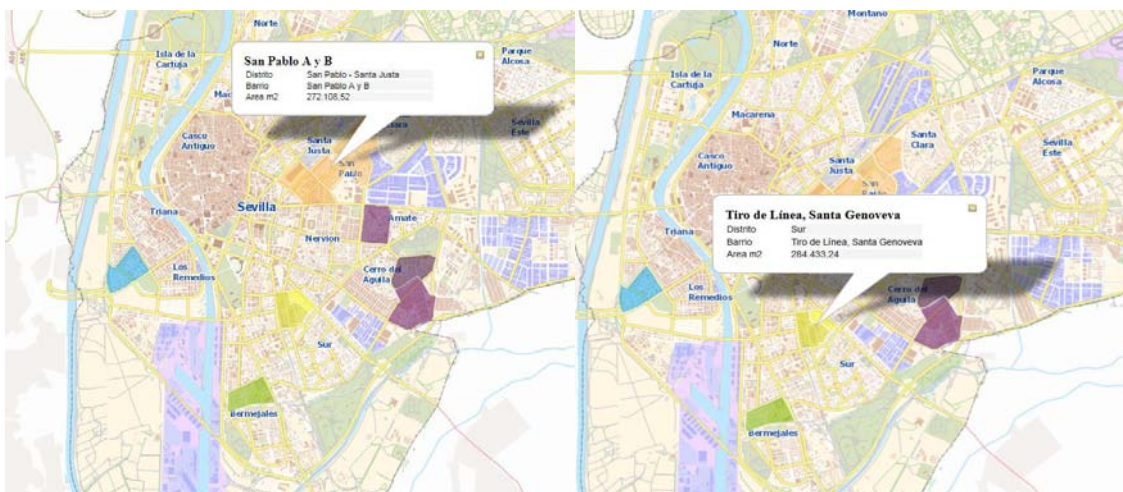 Norte
Isla de la
Cartuja
San Pablo A y B
Distrito San Pablo - Santa Justa
Barrio San Pablo A y B
Area m2 272.108,52
Parque
Alcosa
Sevilla
Este
Casco
Antiguo
Santa
Justa
San
Pablo
Triana
Sevilla
Amate
Nervion
Los
Remedios
Cerro del
Aguila
Sur
Bermejales
Montano
Norte
Isla de la
Cartuja
Parque
Alcosa
Macarena
Santa
Clara
Casco
Antiguo
Santa
Justa
Sevilla
Este
San
Tiro de Línea, Santa Genoveva
Distrito Sur
Barrio Tiro de Línea, Santa Genoveva
Area m2 284.433,24
Triana
Los
Remedios
Cerro del
Aguila
Sur
Bermejales